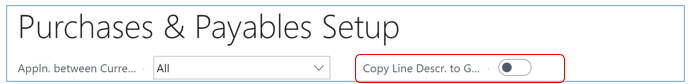 Purchases & Payables Setup
Appln. between Curre... All Copy Line Descr. to G...